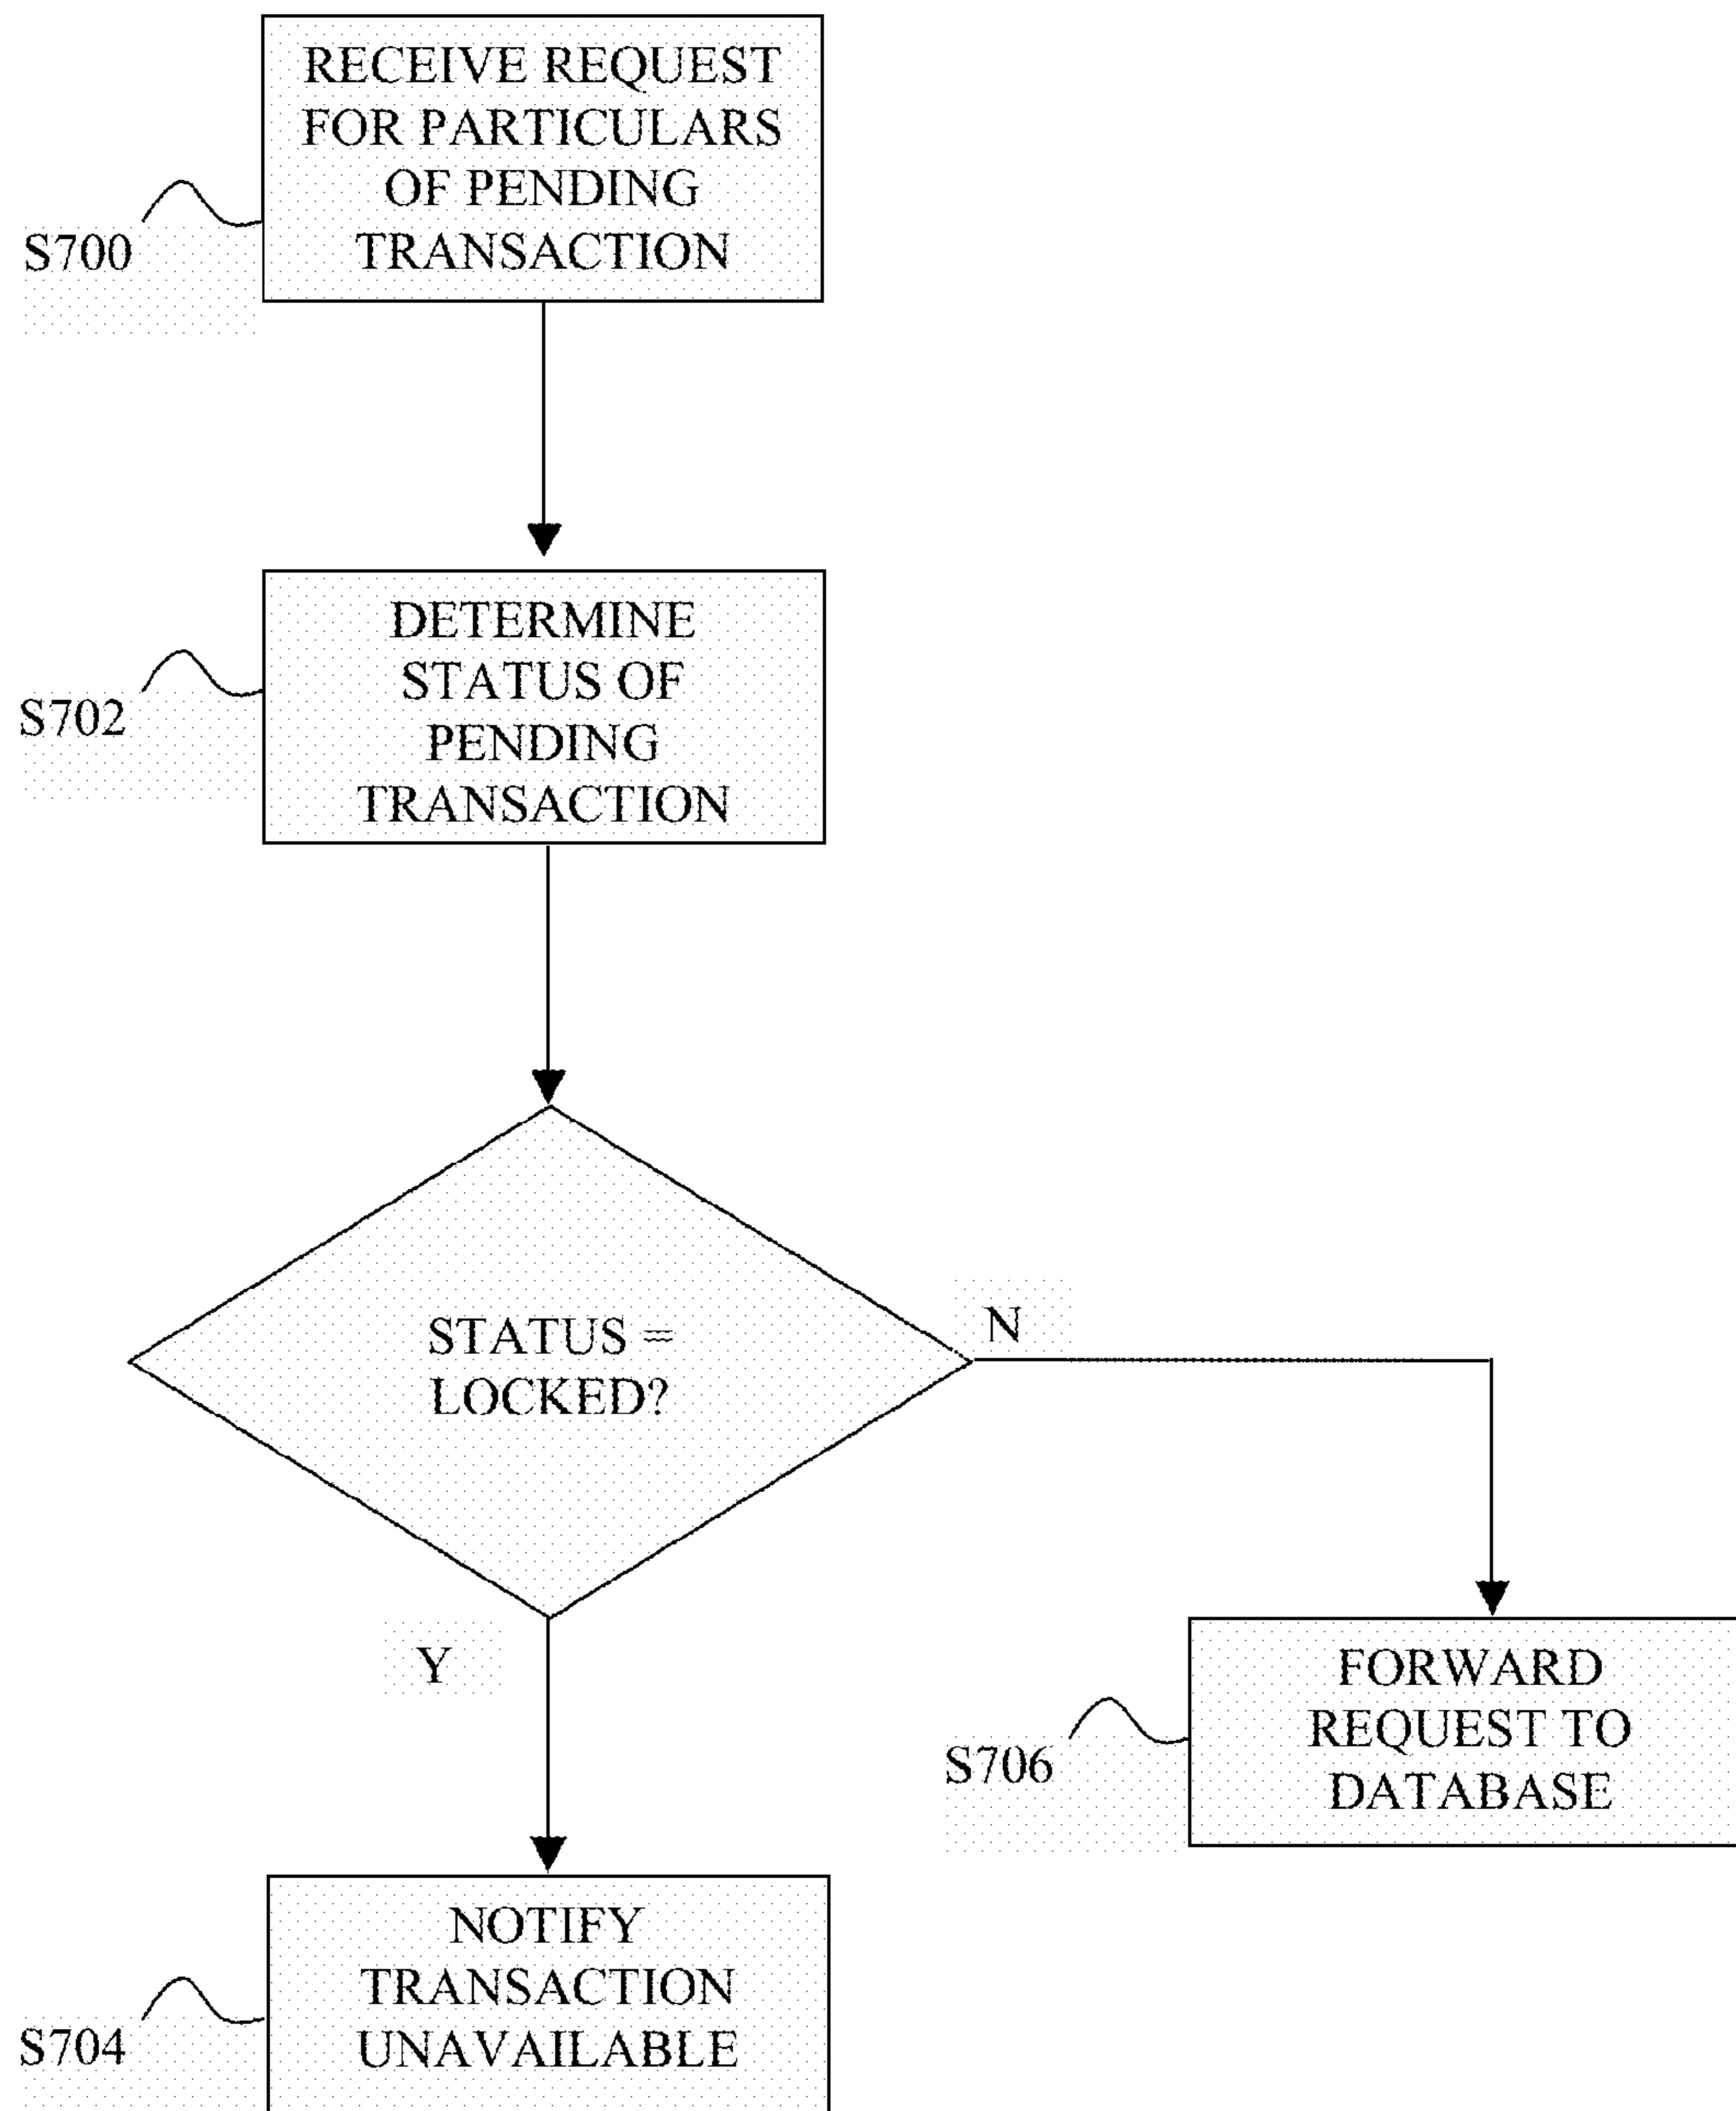 RECEIVE REQUEST
FOR PARTICULARS
OF PENDING
TRANSACTION
S700
DETERMINE
STATUS OF
PENDING
TRANSACTION
S702
STATUS =
LOCKED?
N
Y
FORWARD
REQUEST TO
DATABASE
S706
NOTIFY
TRANSACTION
UNAVAILABLE
S704